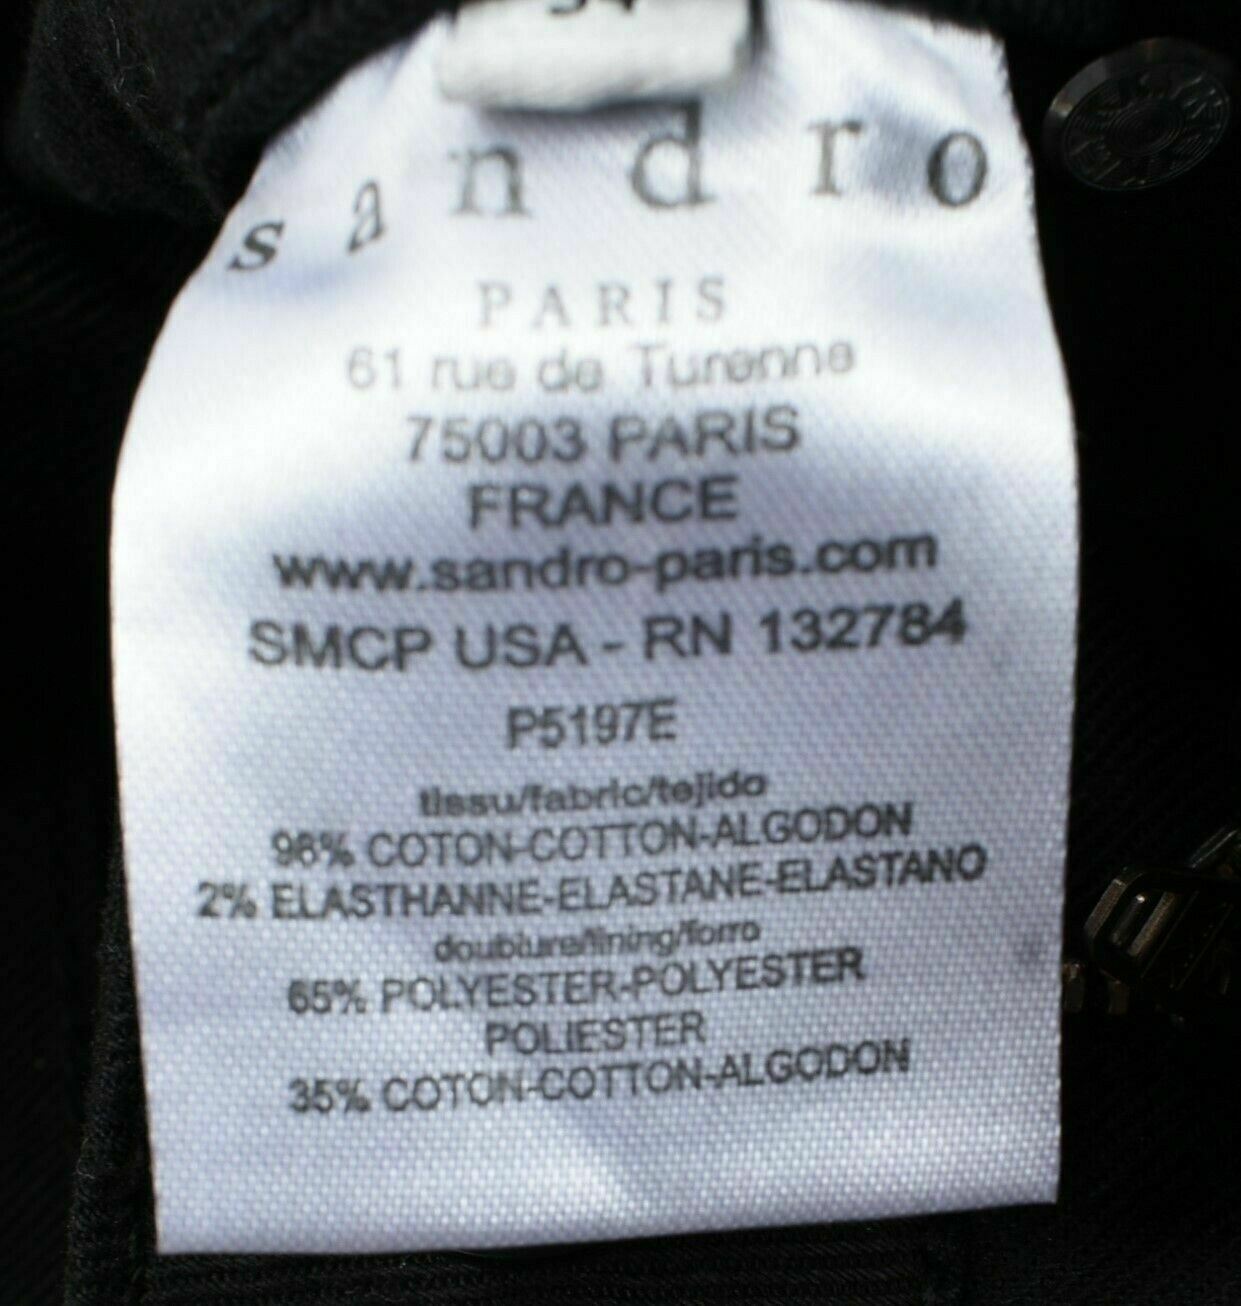 34
sandro
PARIS
61 rue de Turenne
75003 PARIS
FRANCE
www.sandro-paris.com
SMCP USA - RN 132784
P5197E
tissu/fabric/tejido
98% COTON-COTTON-ALGODON
2% ELASTHANNE-ELASTANE-ELASTANO
doublure/lining/forro
65% POLYESTER-POLYESTER
POLIESTER
35% COTON-COTTON-ALGODON